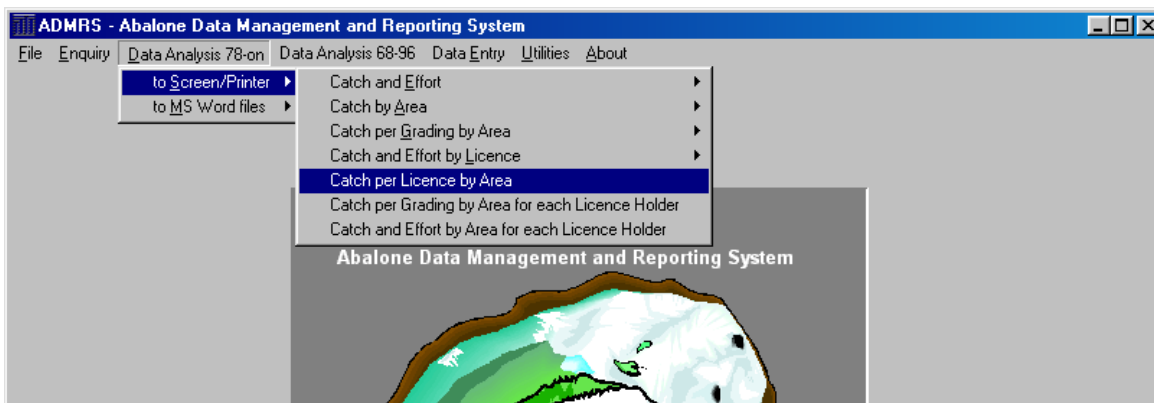 ADMRS - Abalone Data Management and Reporting System
File Enquiry Data Analysis 78-on Data Analysis 68-96 Data Entry Utilities About
to Screen/Printer
to MS Word files
Catch and Effort
Catch by Area
Catch per Grading by Area
Catch and Effort by Licence
Catch per Licence by Area
Catch per Grading by Area for each Licence Holder
Catch and Effort by Area for each Licence Holder
Abalone Data Management and Reporting System